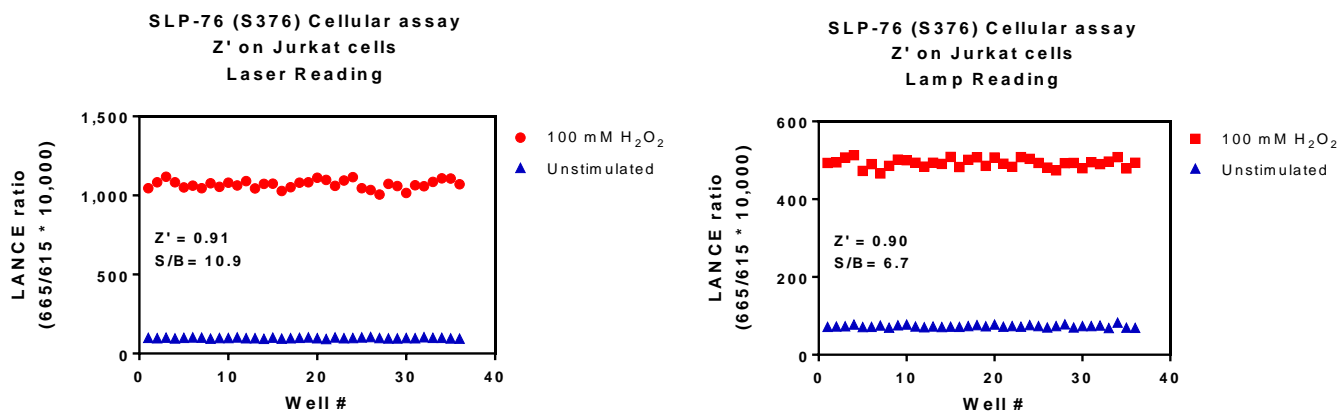 SLP-76 (S376) Cellular assay
Z' on Jurkat cells
Laser Reading
LANCE ratio
(665/615 * 10,000)
1,500
1,000
500
0
Z' = 0.91
S/B= 10.9
0 10 20 30 40
Well #
100 mM H₂O₂
Unstimulated
SLP-76 (S376) Cellular assay
Z' on Jurkat cells
Lamp Reading
LANCE ratio
(665/615 * 10,000)
600
400
200
0
Z' = 0.90
S/B= 6.7
0 10 20 30 40
Well #
100 mM H₂O₂
Unstimulated